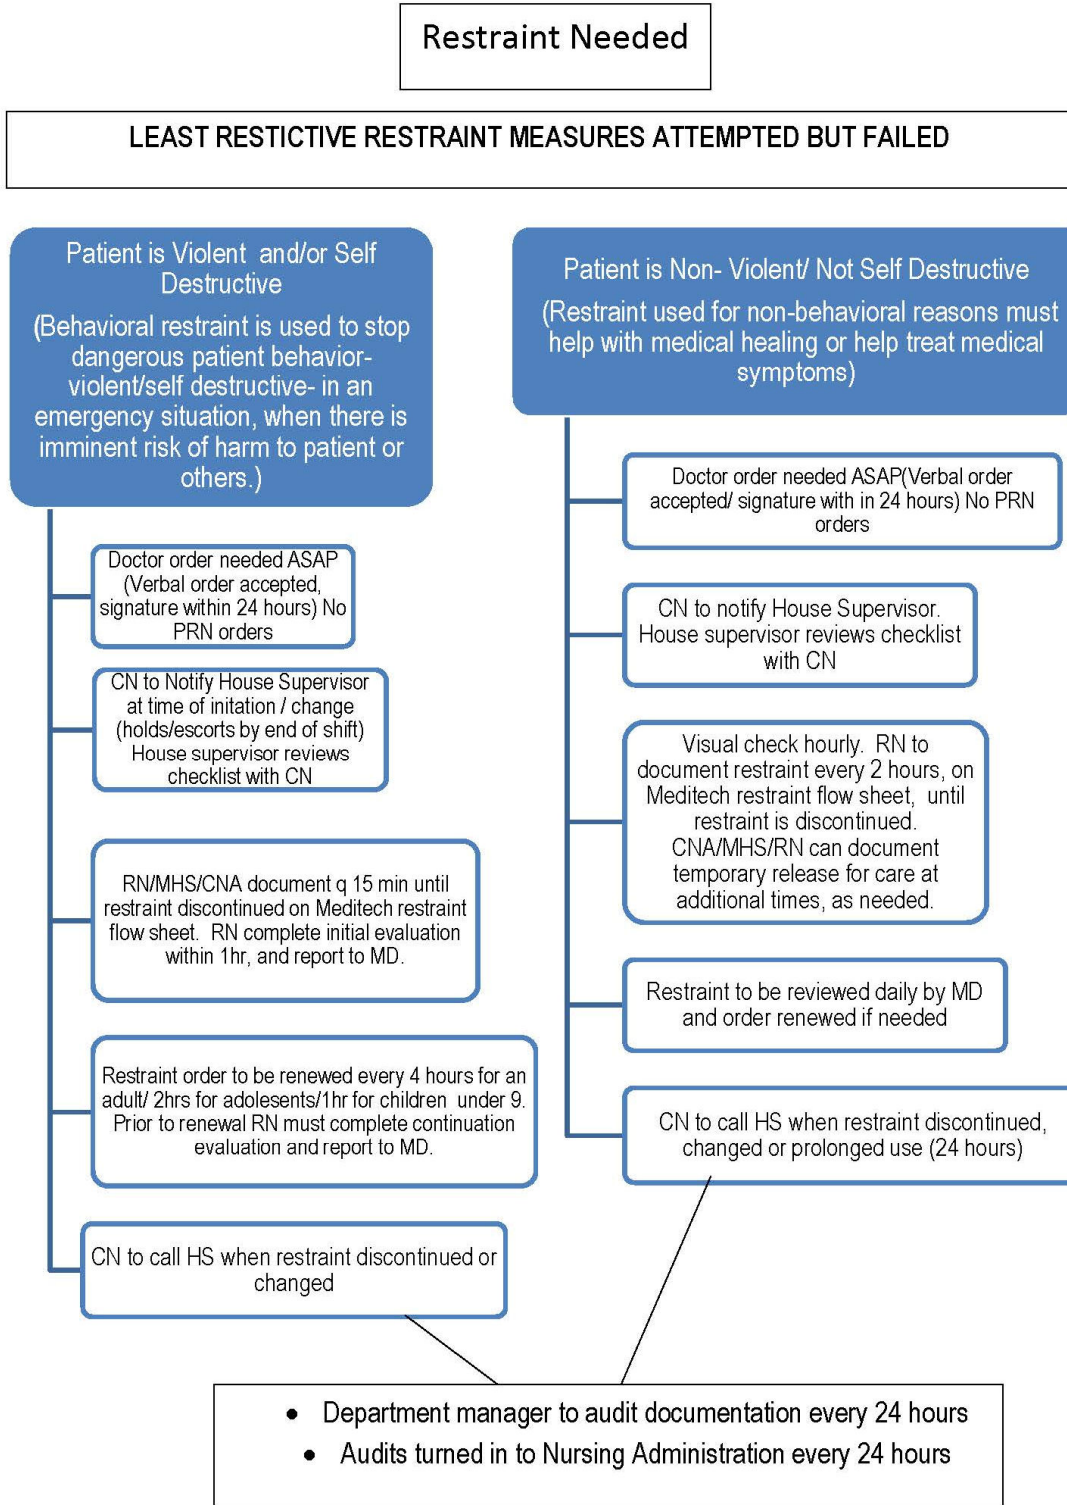 Restraint Needed
LEAST RESTICTIVE RESTRAINT MEASURES ATTEMPTED BUT FAILED
Patient is Violent and/or Self
Destructive
(Behavioral restraint is used to stop
dangerous patient behavior-
violent/self destructive- in an
emergency situation, when there is
imminent risk of harm to patient or
others.)
Doctor order needed ASAP
(Verbal order accepted,
signature within 24 hours) No
PRN orders
CN to Notify House Supervisor
at time of initation / change
(holds/escorts by end of shift)
House supervisor reviews
checklist with CN
RN/MHS/CNA document q 15 min until
restraint discontinued on Meditech restraint
flow sheet. RN complete initial evaluation
within 1hr, and report to MD.
Restraint order to be renewed every 4 hours for an
adult/ 2hrs for adolesents/1hr for children under 9.
Prior to renewal RN must complete continuation
evaluation and report to MD.
CN to call HS when restraint discontinued or
changed
Patient is Non- Violent/ Not Self Destructive
(Restraint used for non-behavioral reasons must
help with medical healing or help treat medical
symptoms)
Doctor order needed ASAP(Verbal order
accepted/ signature with in 24 hours) No PRN
orders
CN to notify House Supervisor.
House supervisor reviews checklist
with CN
Visual check hourly. RN to
document restraint every 2 hours, on
Meditech restraint flow sheet, until
restraint is discontinued.
CNA/MHS/RN can document
temporary release for care at
additional times, as needed.
Restraint to be reviewed daily by MD
and order renewed if needed
CN to call HS when restraint discontinued,
changed or prolonged use (24 hours)
• Department manager to audit documentation every 24 hours
• Audits turned in to Nursing Administration every 24 hours